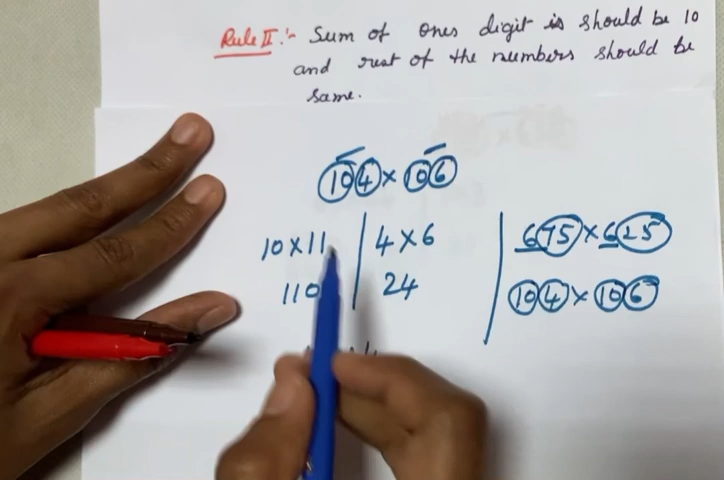 Rule II :- Sum of ones digit is should be 10
and rest of the numbers should be
same.
104 × 106
10 × 11 | 4 × 6
110 | 24
675 × 625
104 × 106